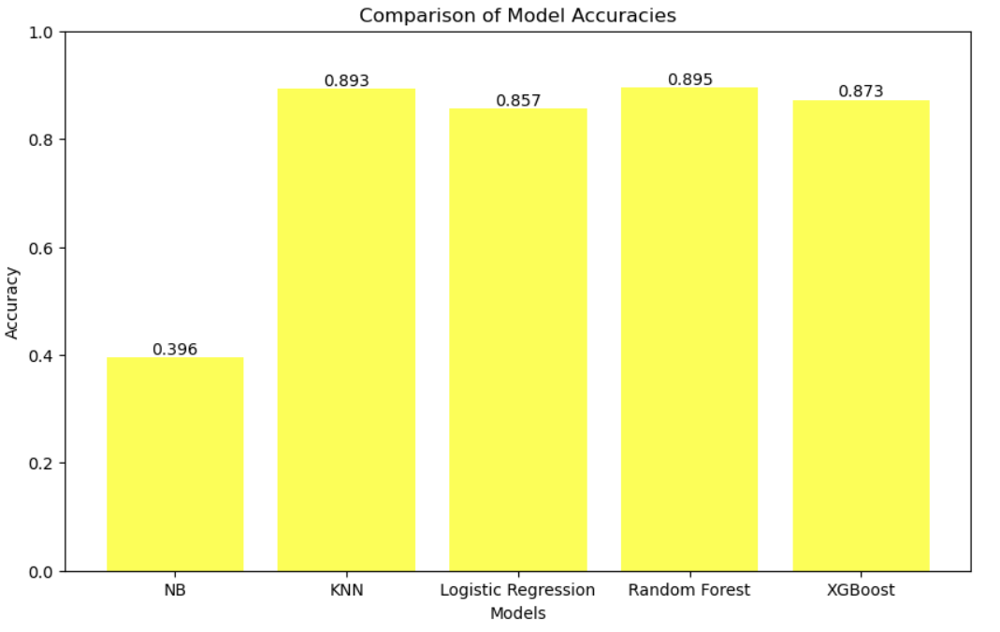 Comparison of Model Accuracies
1.0
0.8
0.6
0.4
0.2
0.0
Accuracy
0.396
0.893
0.857
0.895
0.873
NB
KNN
Logistic Regression
Random Forest
XGBoost
Models